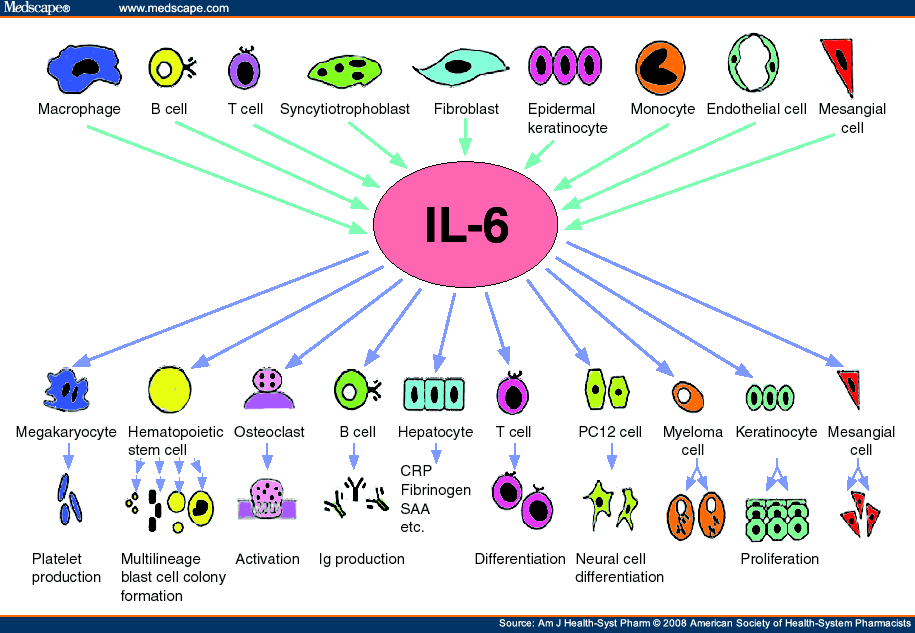 Medscape® www.medscape.com
Macrophage
B cell
T cell
Syncytiotrophoblast
Fibroblast
Epidermal
keratinocyte
Monocyte
Endothelial cell
Mesangial
cell
IL-6
Megakaryocyte
Hematopoietic
stem cell
Osteoclast
B cell
Hepatocyte
T cell
PC12 cell
Myeloma
cell
Keratinocyte
Mesangial
cell
CRP
Fibrinogen
SAA
etc.
Platelet
production
Multilineage
blast cell colony
formation
Activation
Ig production
Differentiation
Neural cell
differentiation
Proliferation
Source: Am J Health-Syst Pharm © 2008 American Society of Health-System Pharmacists